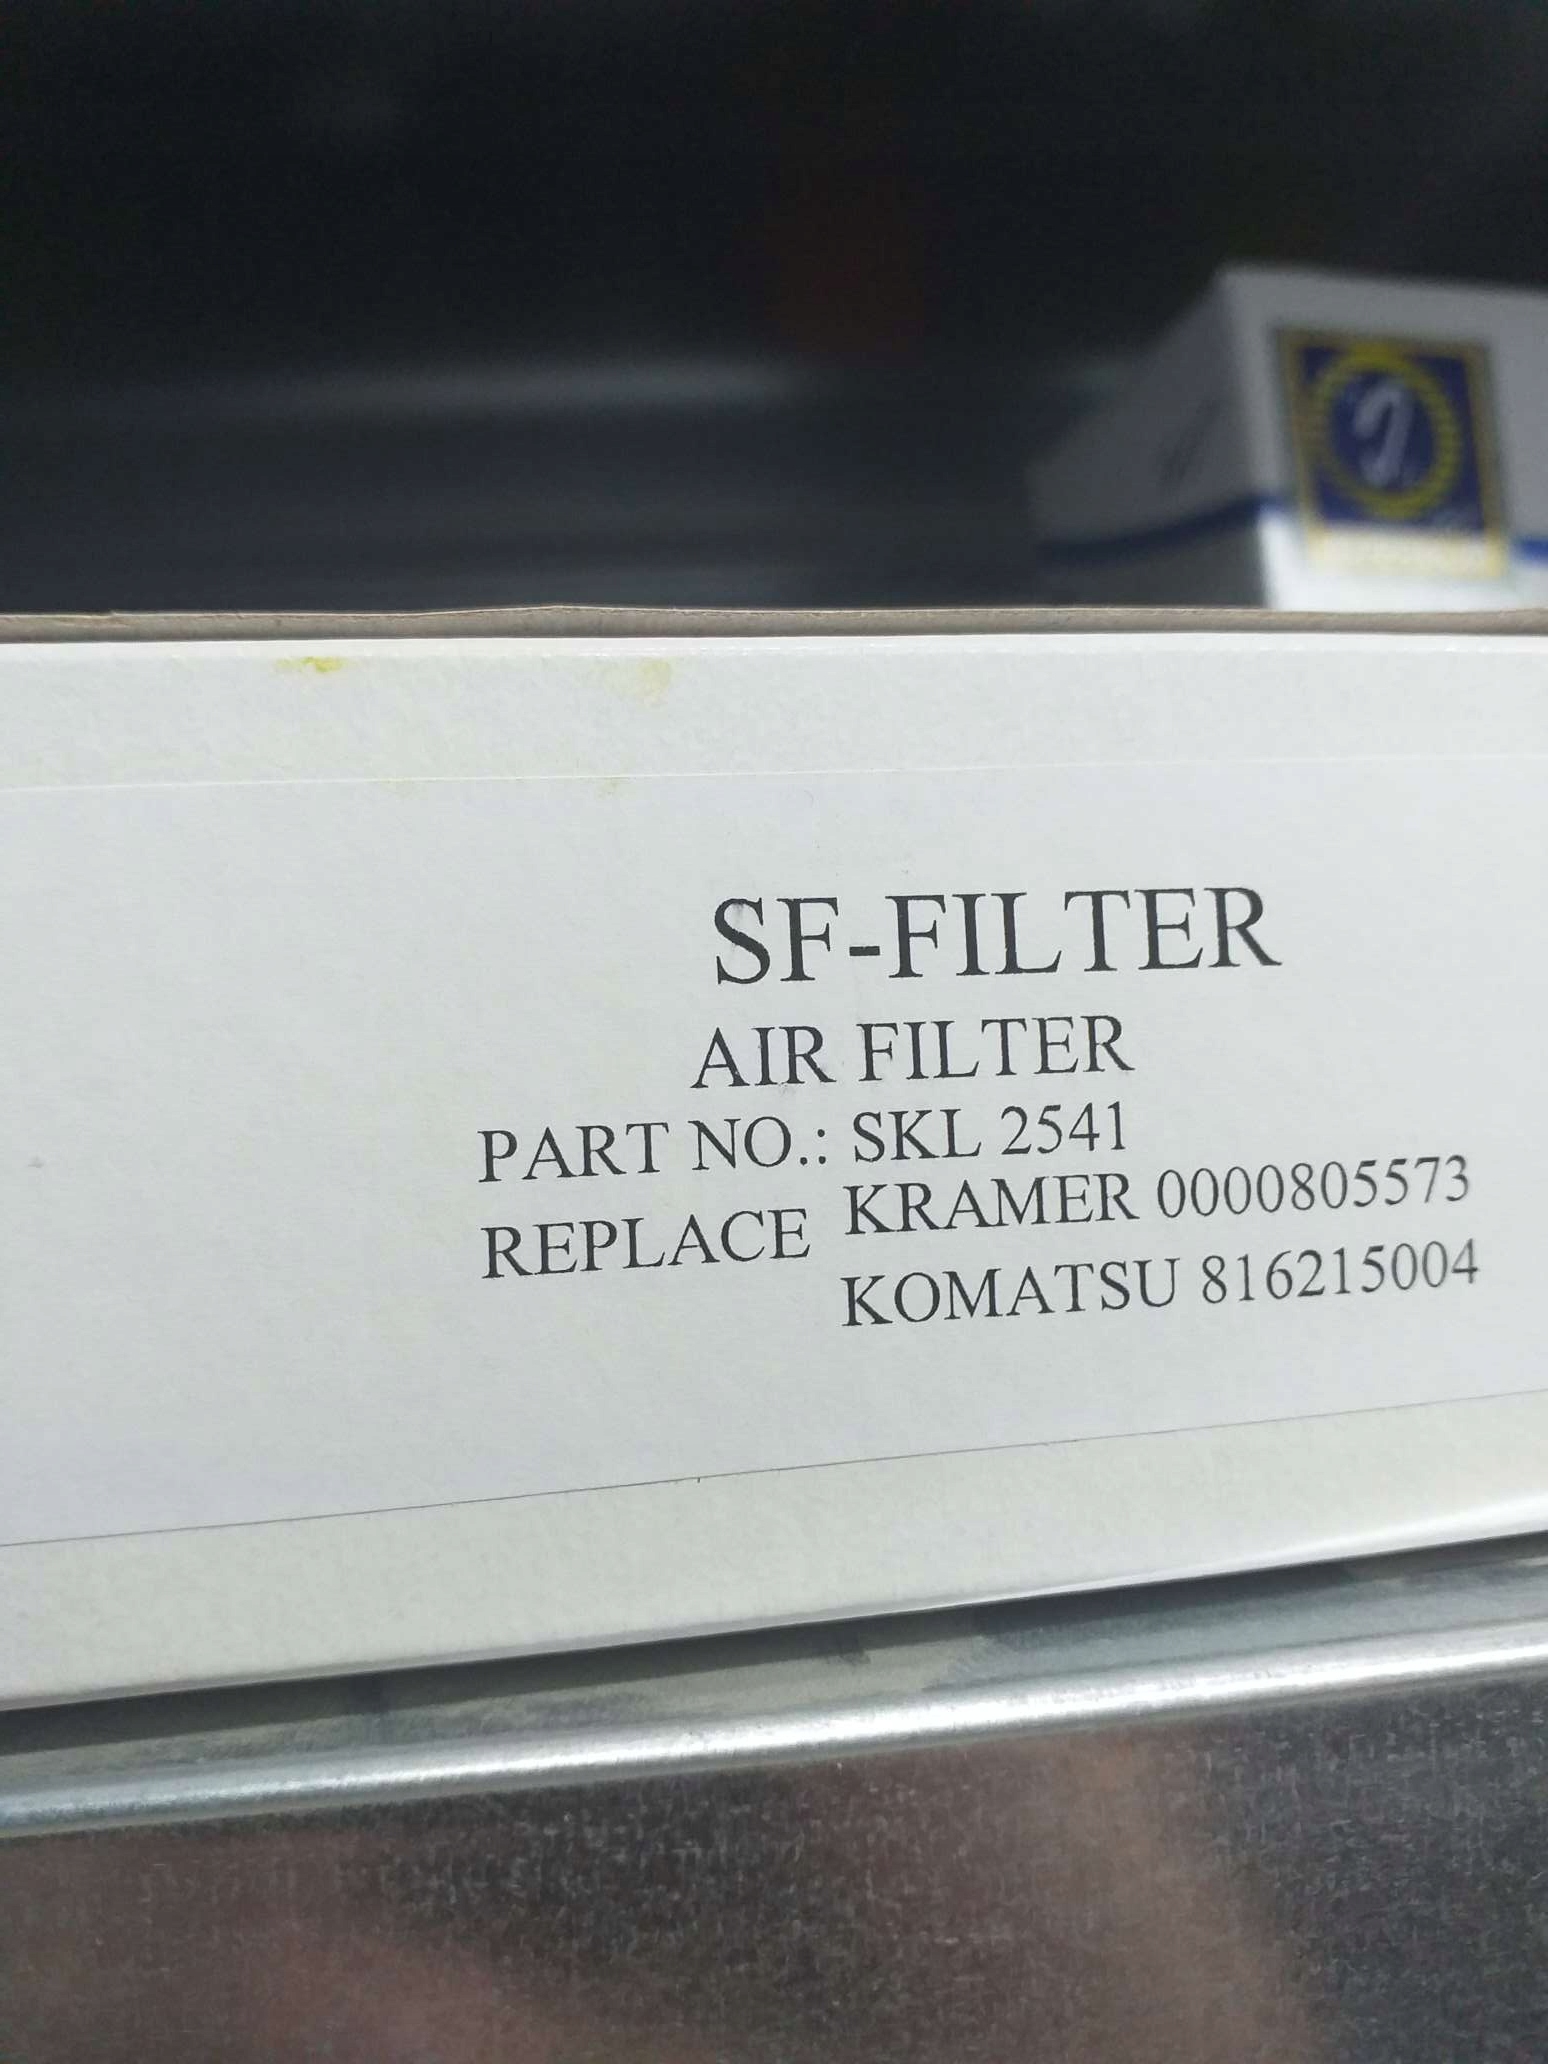 SF-FILTER
AIR FILTER
PART NO.: SKL 2541
REPLACE KRAMER 0000805573
KOMATSU 816215004